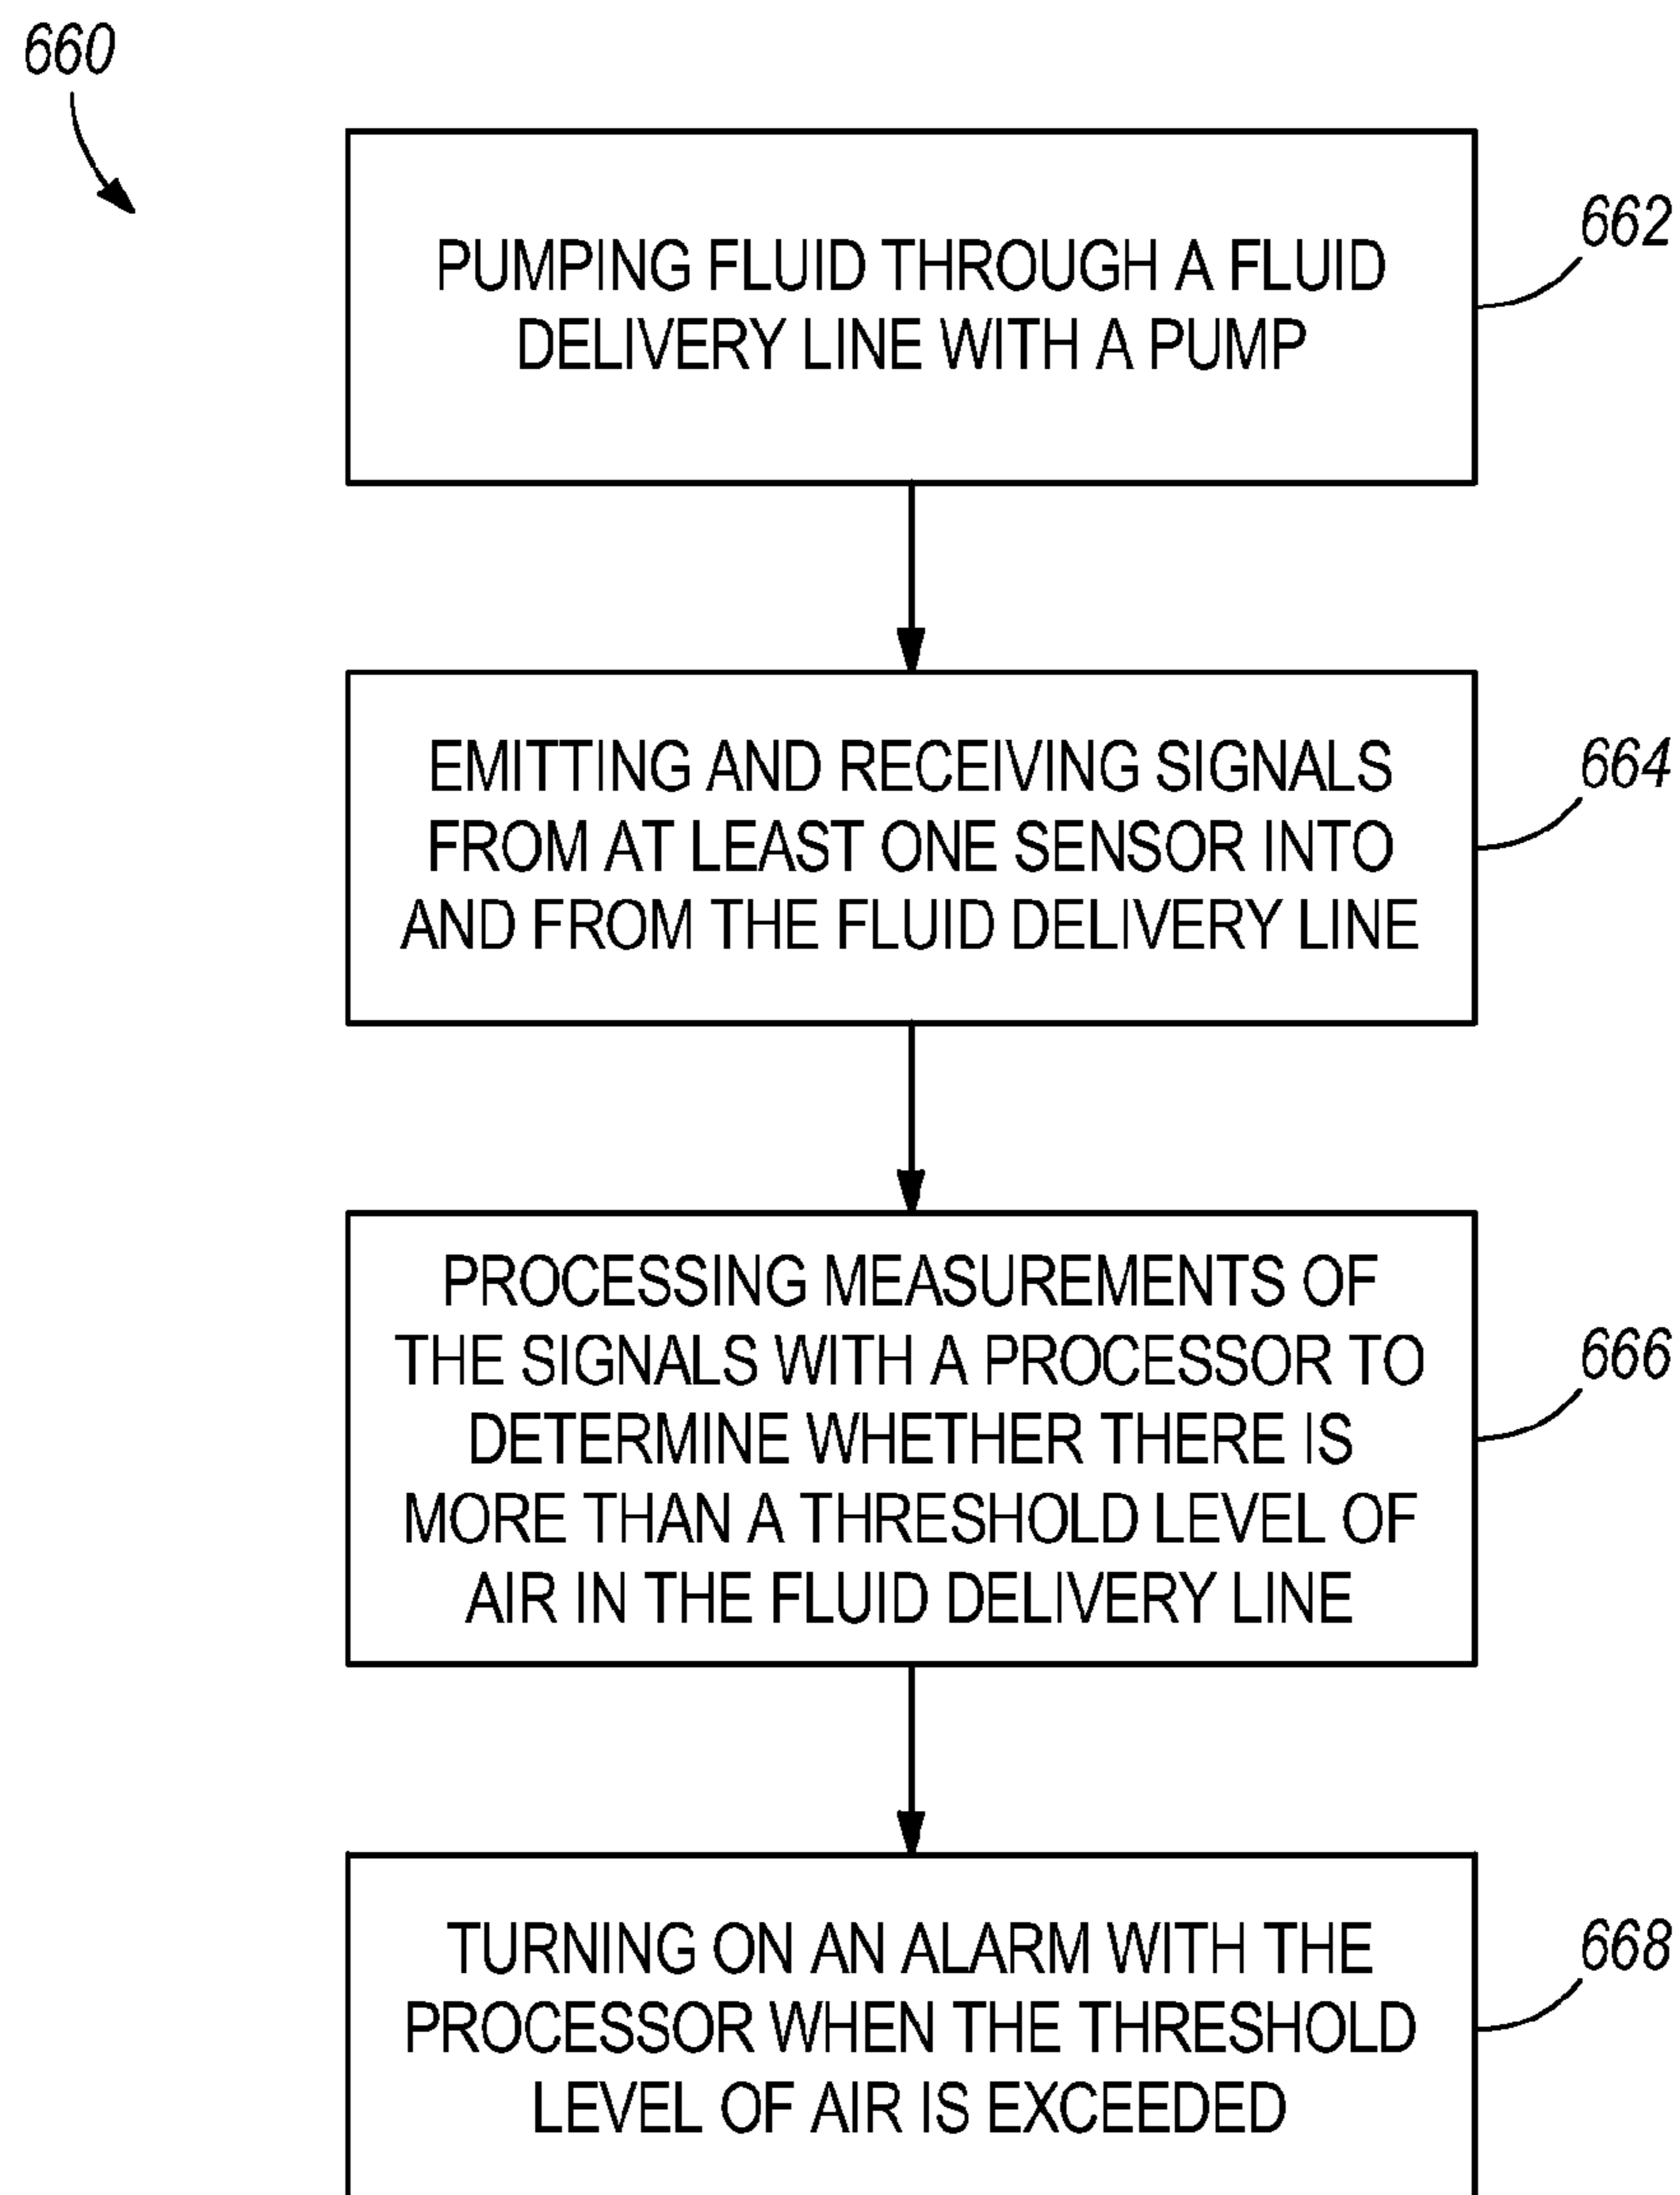 660
PUMPING FLUID THROUGH A FLUID
DELIVERY LINE WITH A PUMP
662
EMITTING AND RECEIVING SIGNALS
FROM AT LEAST ONE SENSOR INTO
AND FROM THE FLUID DELIVERY LINE
664
PROCESSING MEASUREMENTS OF
THE SIGNALS WITH A PROCESSOR TO
DETERMINE WHETHER THERE IS
MORE THAN A THRESHOLD LEVEL OF
AIR IN THE FLUID DELIVERY LINE
666
TURNING ON AN ALARM WITH THE
PROCESSOR WHEN THE THRESHOLD
LEVEL OF AIR IS EXCEEDED
668